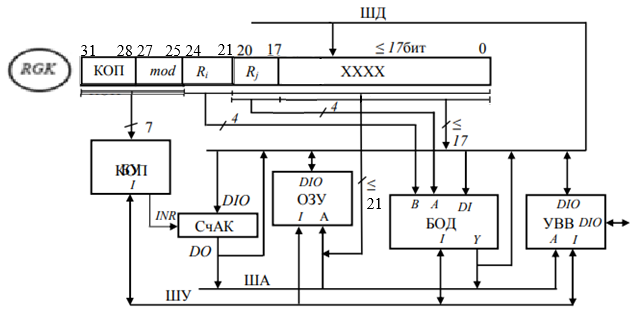 ШД
31 28 27 25 24 21 20 17 ≤ 17бит 0
RGK КОП mod Ri Rj XXXX
7 4 4 ≤ 17
КОП
I
INR DIO
СчАК
DO
DIO
ОЗУ
I A
≤ 21
B A DI
БОД
I Y
DIO
УВВ DIO
A I
ША
ШУ